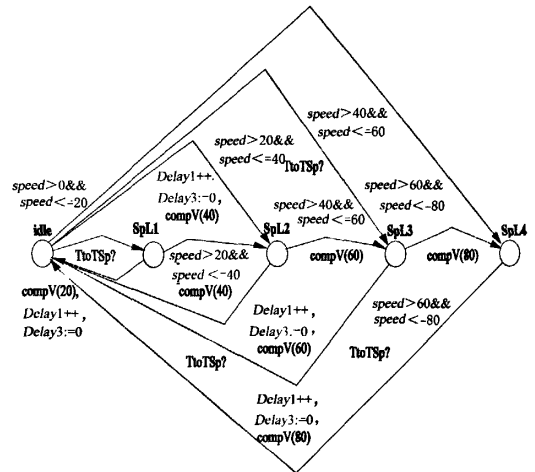 speed>40&&
speed<=60
speed>20&&
speed<=40
TtoTSp?
speed>0&&
speed<=20
Delay1++,
Delay3:=0,
compV(40)
speed>40&&
speed<=60
speed>60&&
speed<-80
idle
SpL1
SpL2
SpL3
SpL4
TtoTSp?
speed>20&&
speed<-40
compV(40)
compV(60)
compV(80)
compV(20),
Delay1++,
Delay3:=0
Delay1++,
Delay3:=0,
compV(60)
speed>60&&
speed<-80
TtoTSp?
TtoTSp?
Delay1++,
Delay3:=0,
compV(80)